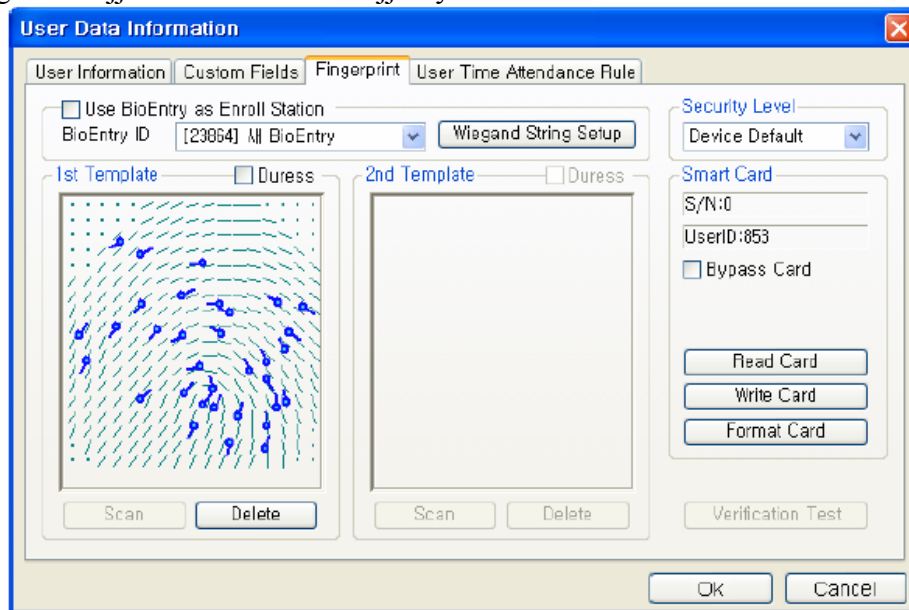 User Data Information
User Information Custom Fields Fingerprint User Time Attendance Rule
Use BioEntry as Enroll Station
BioEntry ID [23864] 새 BioEntry Wiegand String Setup
Security Level
Device Default
1st Template Duress
2nd Template Duress
Smart Card
S/N:0
UserID:853
Bypass Card
Read Card
Write Card
Format Card
Scan Delete
Scan Delete
Verification Test
OK Cancel